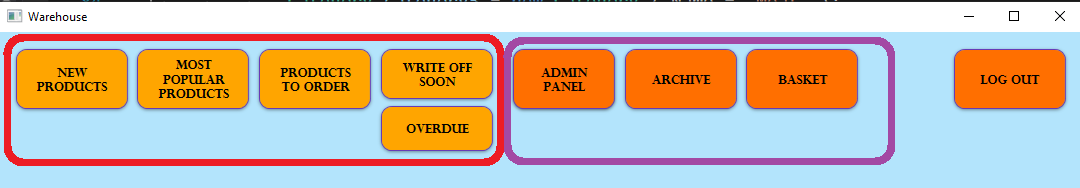 Warehouse
NEW
PRODUCTS
MOST
POPULAR
PRODUCTS
PRODUCTS
TO ORDER
WRITE OFF
SOON
OVERDUE
ADMIN
PANEL
ARCHIVE
BASKET
LOG OUT